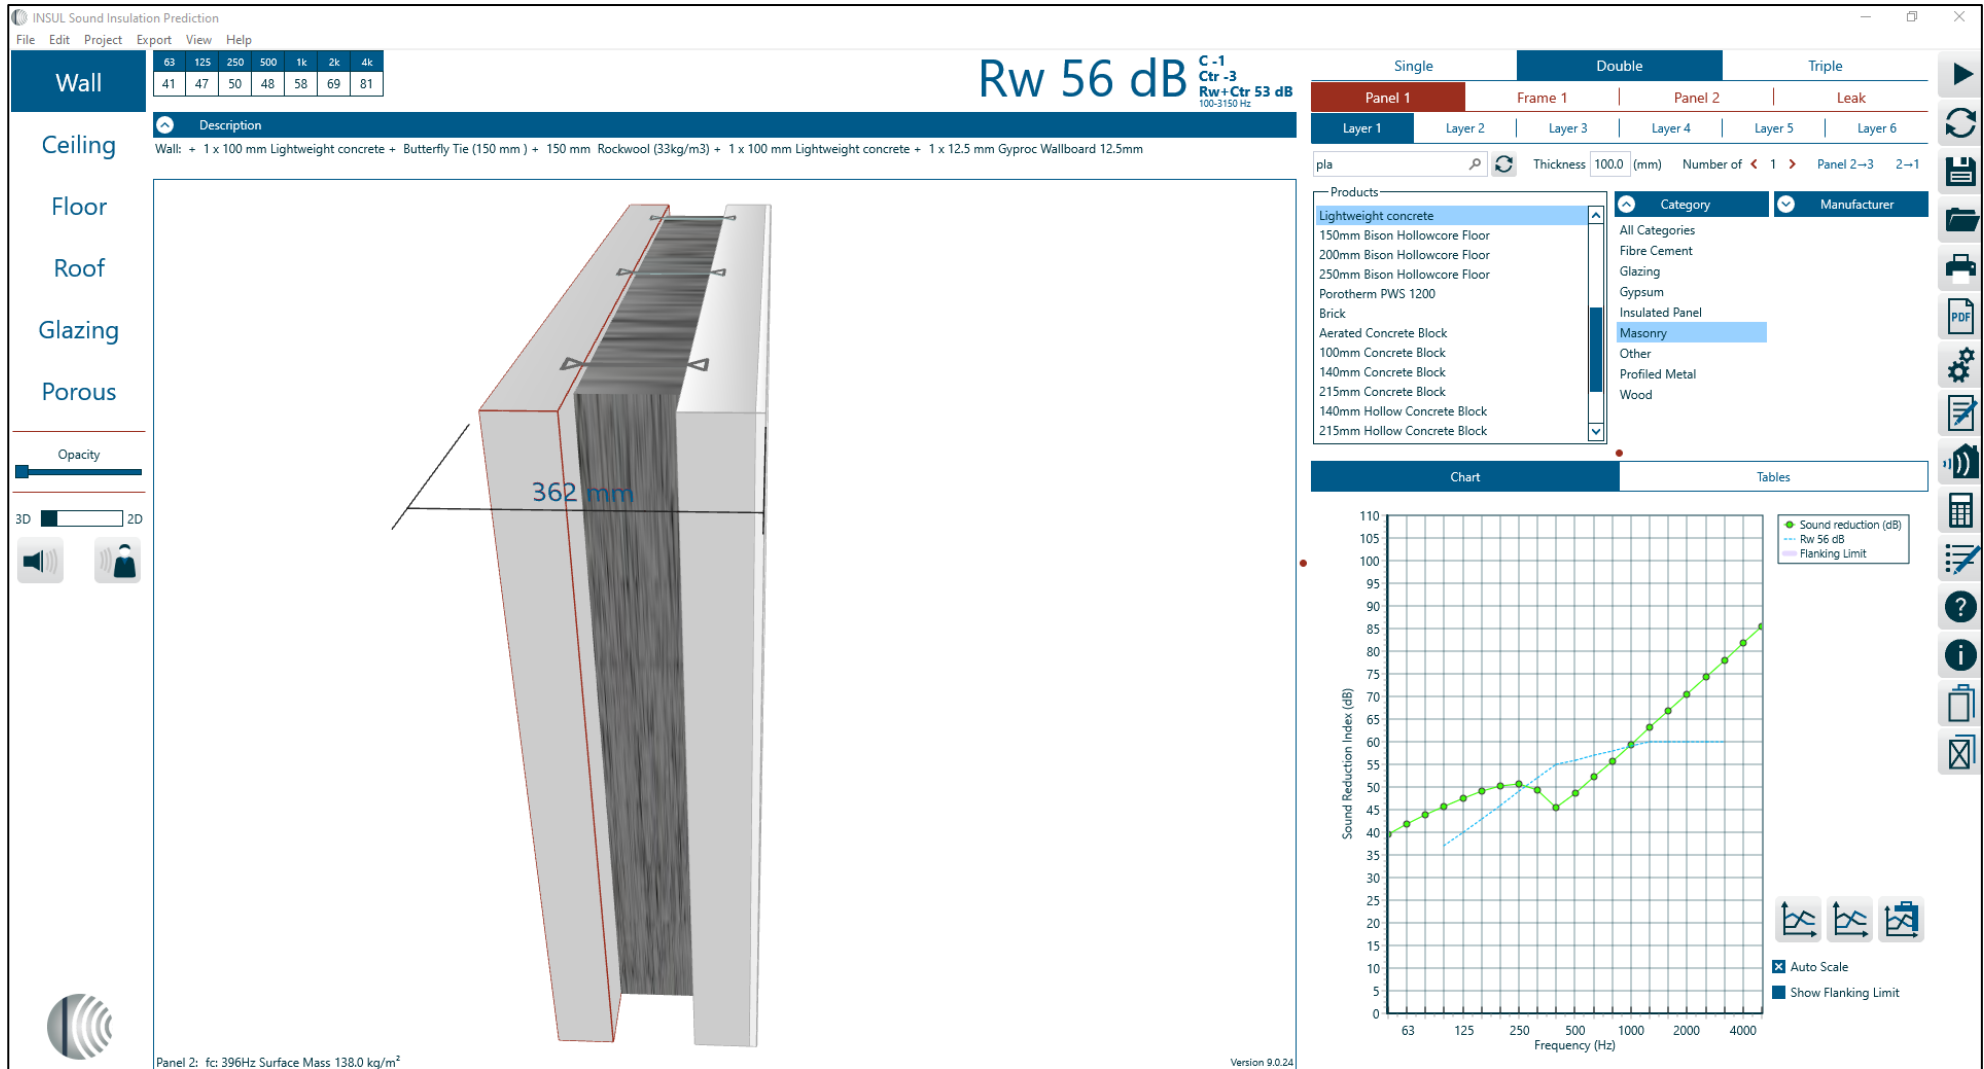 INSUL Sound Insulation Prediction
File Edit Project Export View Help
Wall
Ceiling
Floor
Roof
Glazing
Porous
Opacity
3D 2D
63 125 250 500 1k 2k 4k
41 47 50 48 58 69 81
Rw 56 dB
C -1
Ctr -3
Rw+Ctr 53 dB
100-3150 Hz
Description
Wall: + 1 x 100 mm Lightweight concrete + Butterfly Tie (150 mm ) + 150 mm Rockwool (33kg/m3) + 1 x 100 mm Lightweight concrete + 1 x 12.5 mm Gyproc Wallboard 12.5mm
362 mm
Panel 2: fc: 396Hz Surface Mass 138.0 kg/m²
Version 9.0.24
Single Double Triple
Panel 1 Frame 1 Panel 2 Leak
Layer 1 Layer 2 Layer 3 Layer 4 Layer 5 Layer 6
pla Thickness 100.0 (mm) Number of < 1 > Panel 2→3 2→1
Products
Lightweight concrete
150mm Bison Hollowcore Floor
200mm Bison Hollowcore Floor
250mm Bison Hollowcore Floor
Porotherm PWS 1200
Brick
Aerated Concrete Block
100mm Concrete Block
140mm Concrete Block
215mm Concrete Block
140mm Hollow Concrete Block
215mm Hollow Concrete Block
Category
Manufacturer
All Categories
Fibre Cement
Glazing
Gypsum
Insulated Panel
Masonry
Other
Profiled Metal
Wood
Chart Tables
Sound Reduction Index (dB)
110
105
100
95
90
85
80
75
70
65
60
55
50
45
40
35
30
25
20
15
10
5
0
63 125 250 500 1000 2000 4000
Frequency (Hz)
Sound reduction (dB)
Rw 56 dB
Flanking Limit
Auto Scale
Show Flanking Limit
PDF